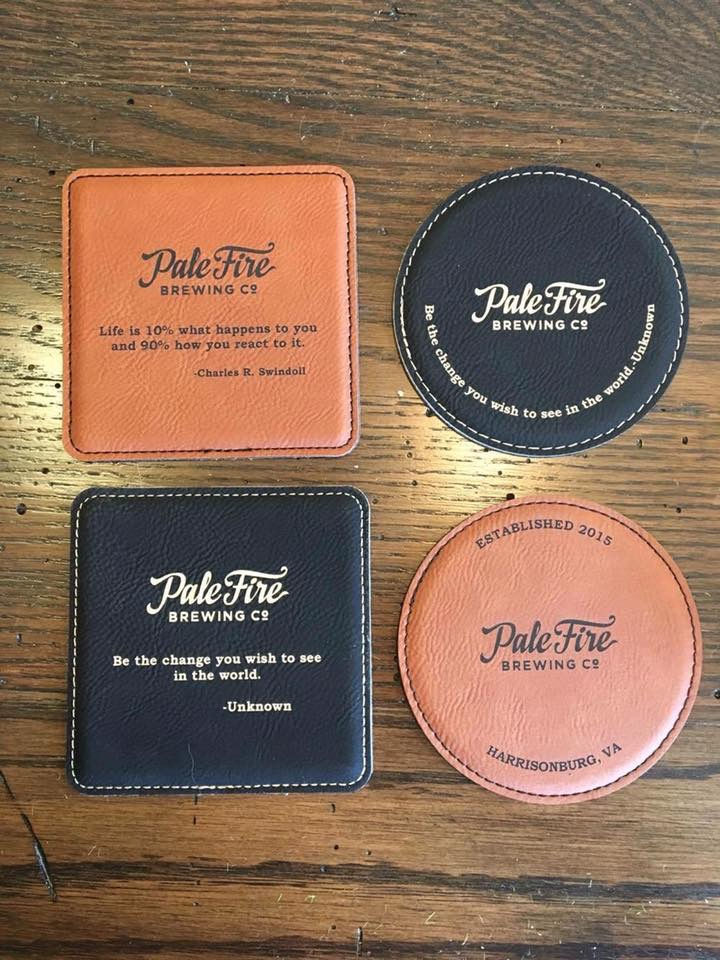 Pale Fire
BREWING Cº
Life is 10% what happens to you
and 90% how you react to it.
-Charles R. Swindoll
Pale Fire
BREWING Cº
Be the change you wish to see in the world.-Unknown
Pale Fire
BREWING Cº
Be the change you wish to see
in the world.
-Unknown
ESTABLISHED 2015
Pale Fire
BREWING Cº
HARRISONBURG, VA